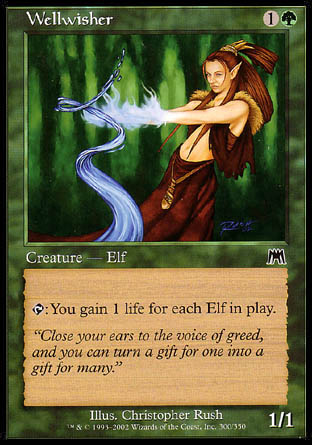 Wellwisher 1
Creature — Elf
:You gain 1 life for each Elf in play.
“Close your ears to the voice of greed,
and you can turn a gift for one into a
gift for many.”
Illus. Christopher Rush
™ & © 1993-2002 Wizards of the Coast, Inc. 300/350
1/1